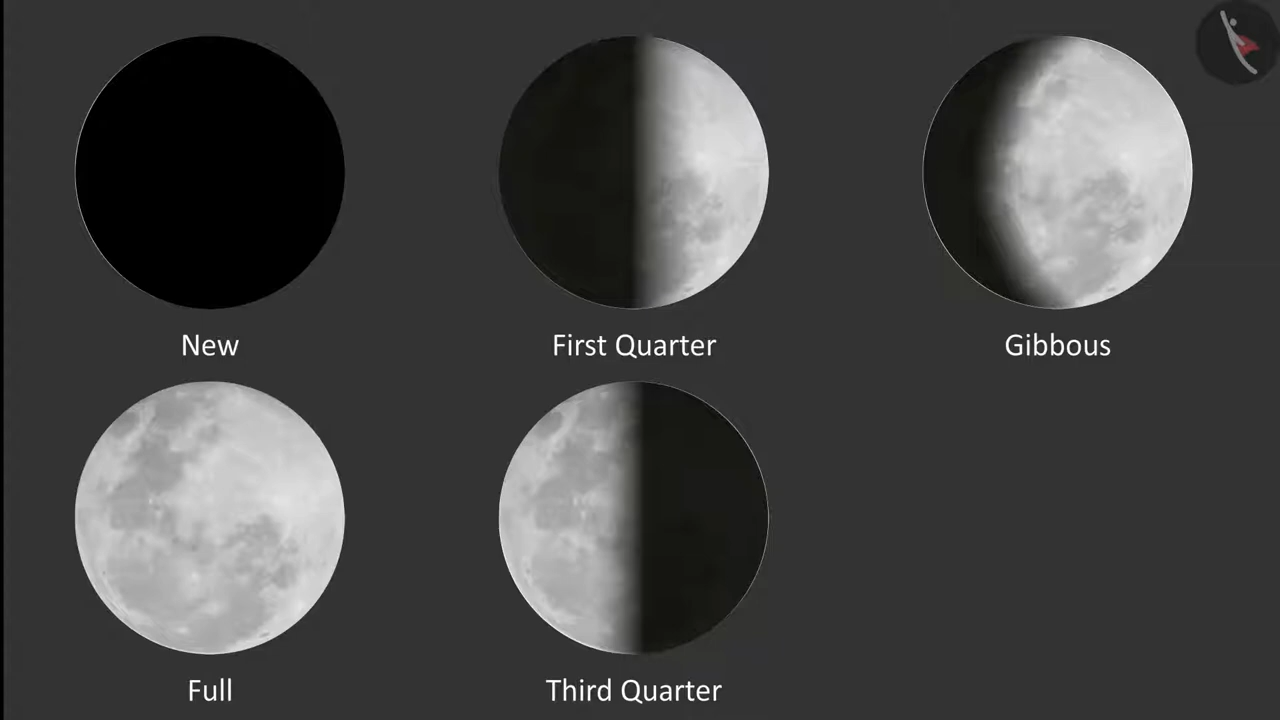 New
First Quarter
Gibbous
Full
Third Quarter